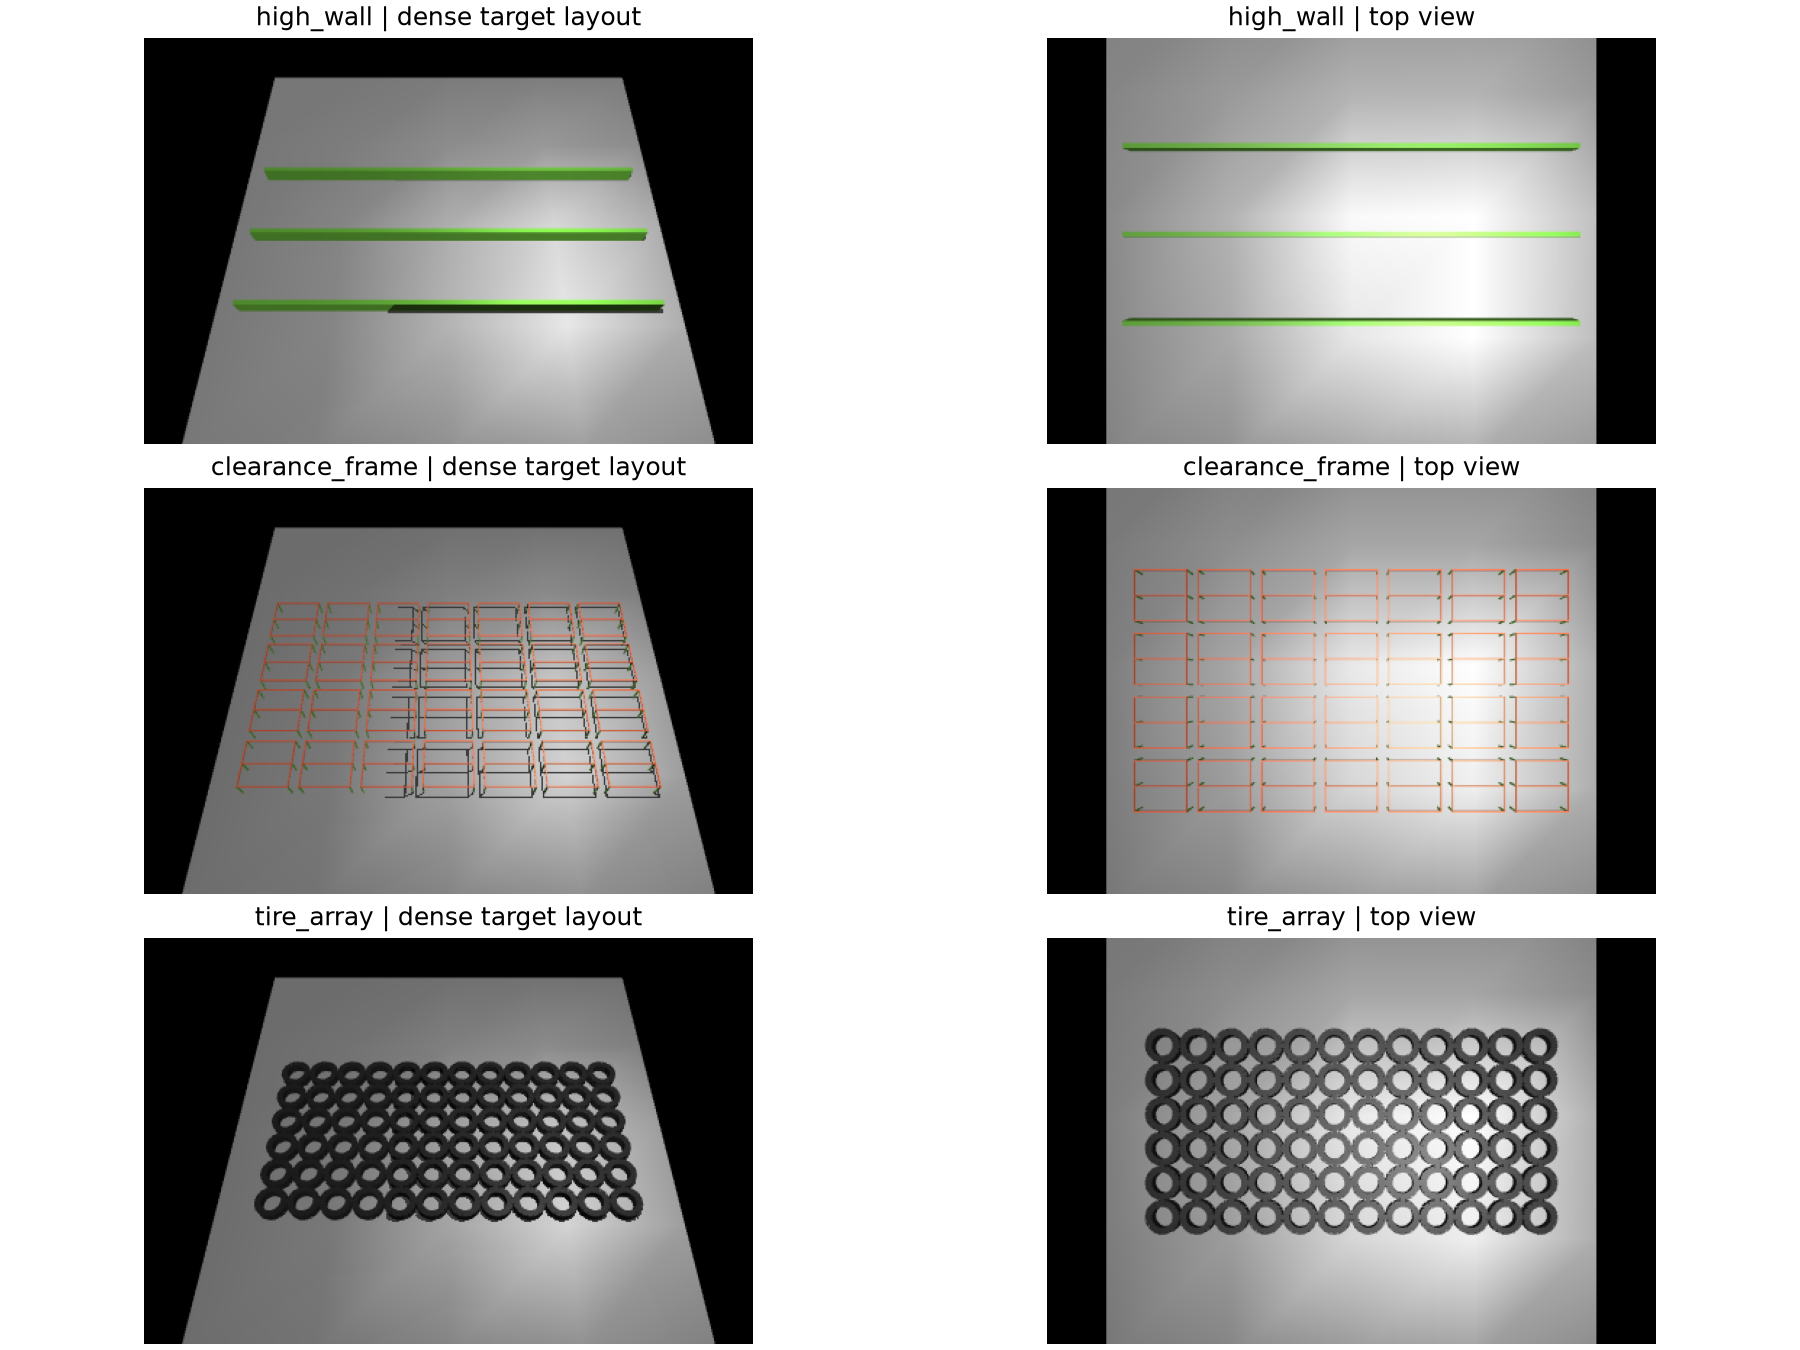 high_wall | dense target layout
high_wall | top view
clearance_frame | dense target layout
clearance_frame | top view
tire_array | dense target layout
tire_array | top view